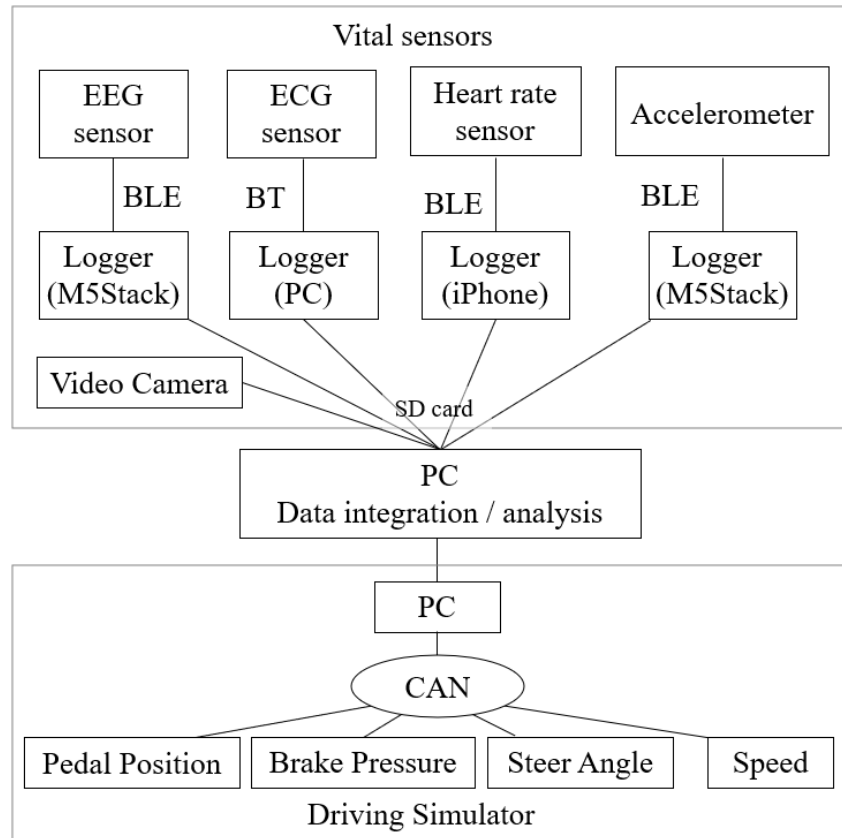 Vital sensors
EEG
sensor
ECG
sensor
Heart rate
sensor
Accelerometer
BLE
BT
BLE
BLE
Logger
(M5Stack)
Logger
(PC)
Logger
(iPhone)
Logger
(M5Stack)
Video Camera
SD card
PC
Data integration / analysis
PC
CAN
Pedal Position
Brake Pressure
Steer Angle
Speed
Driving Simulator